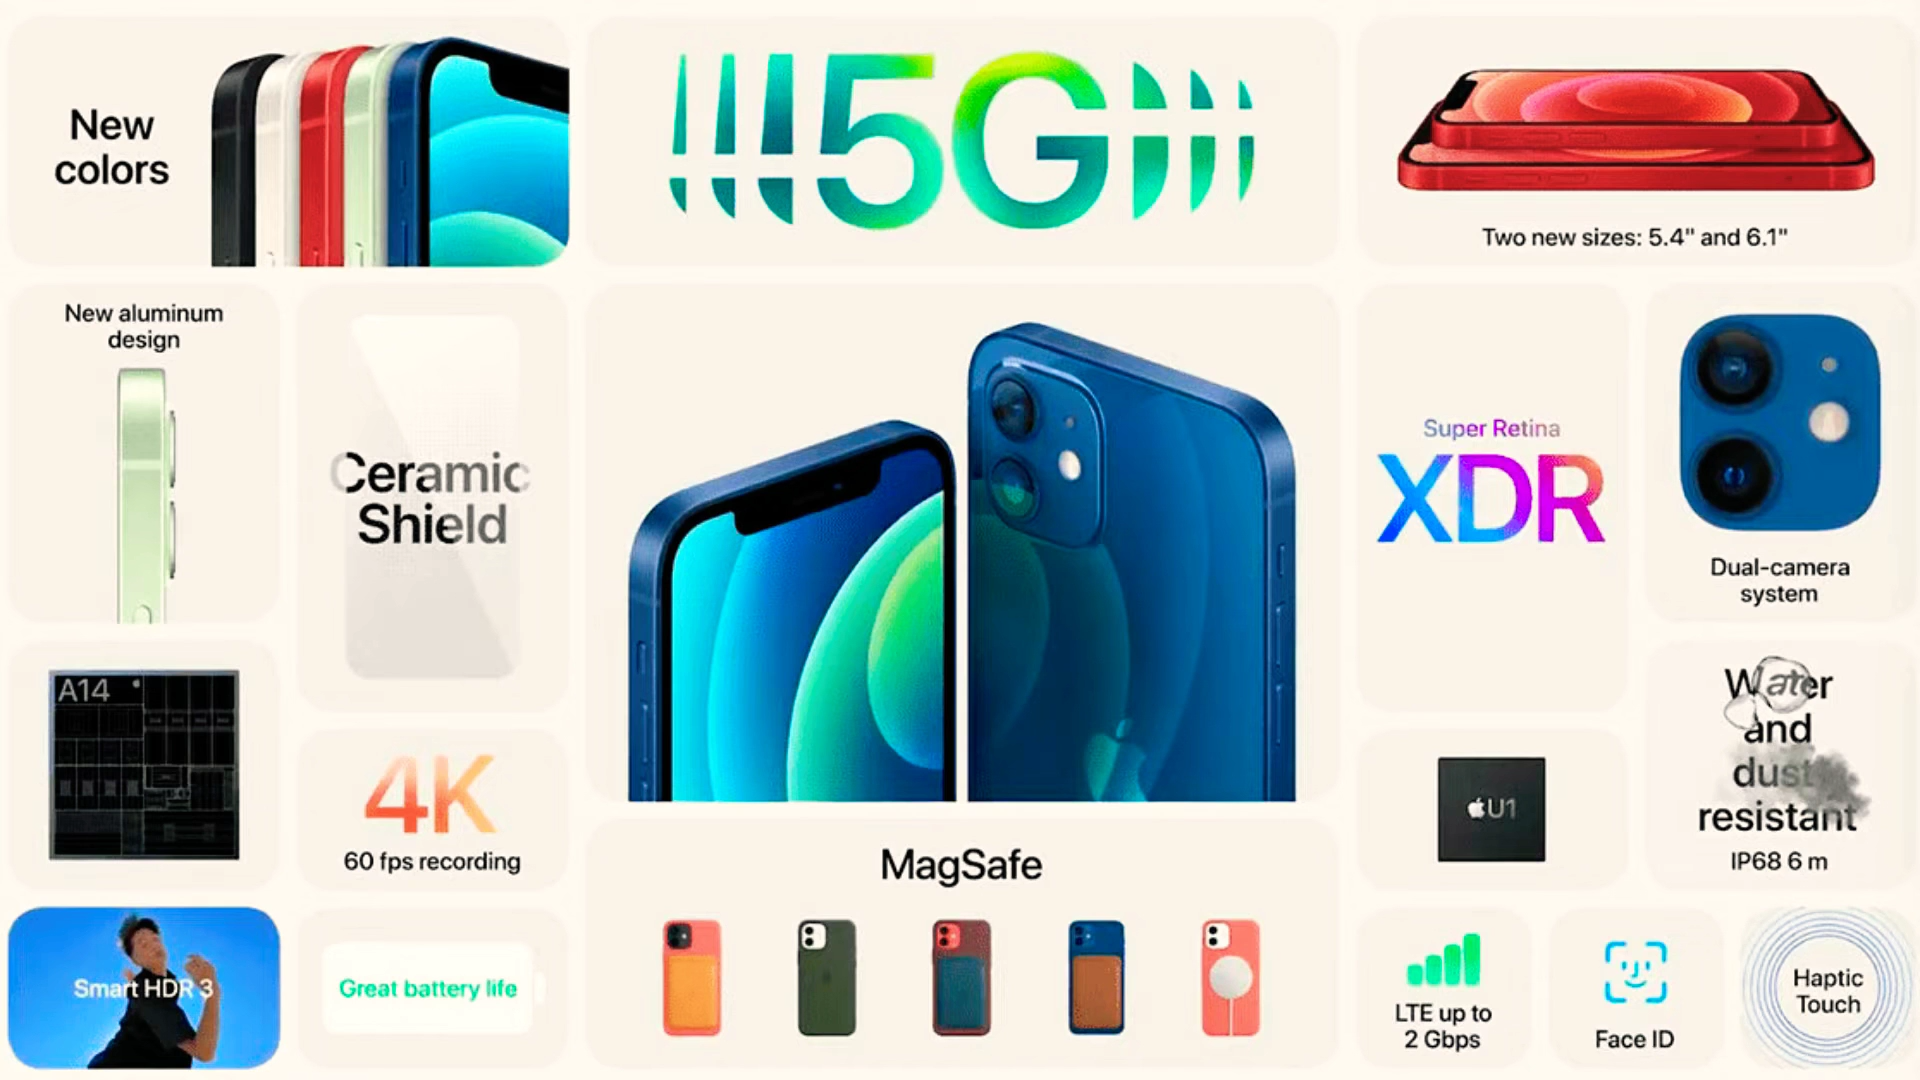 New
colors
5G
Two new sizes: 5.4" and 6.1"
New aluminum
design
Ceramic
Shield
Super Retina
XDR
Dual-camera
system
A14
4K
60 fps recording
MagSafe
U1
Water
and
dust
resistant
IP68 6 m
Smart HDR 3
Great battery life
LTE up to
2 Gbps
Face ID
Haptic
Touch